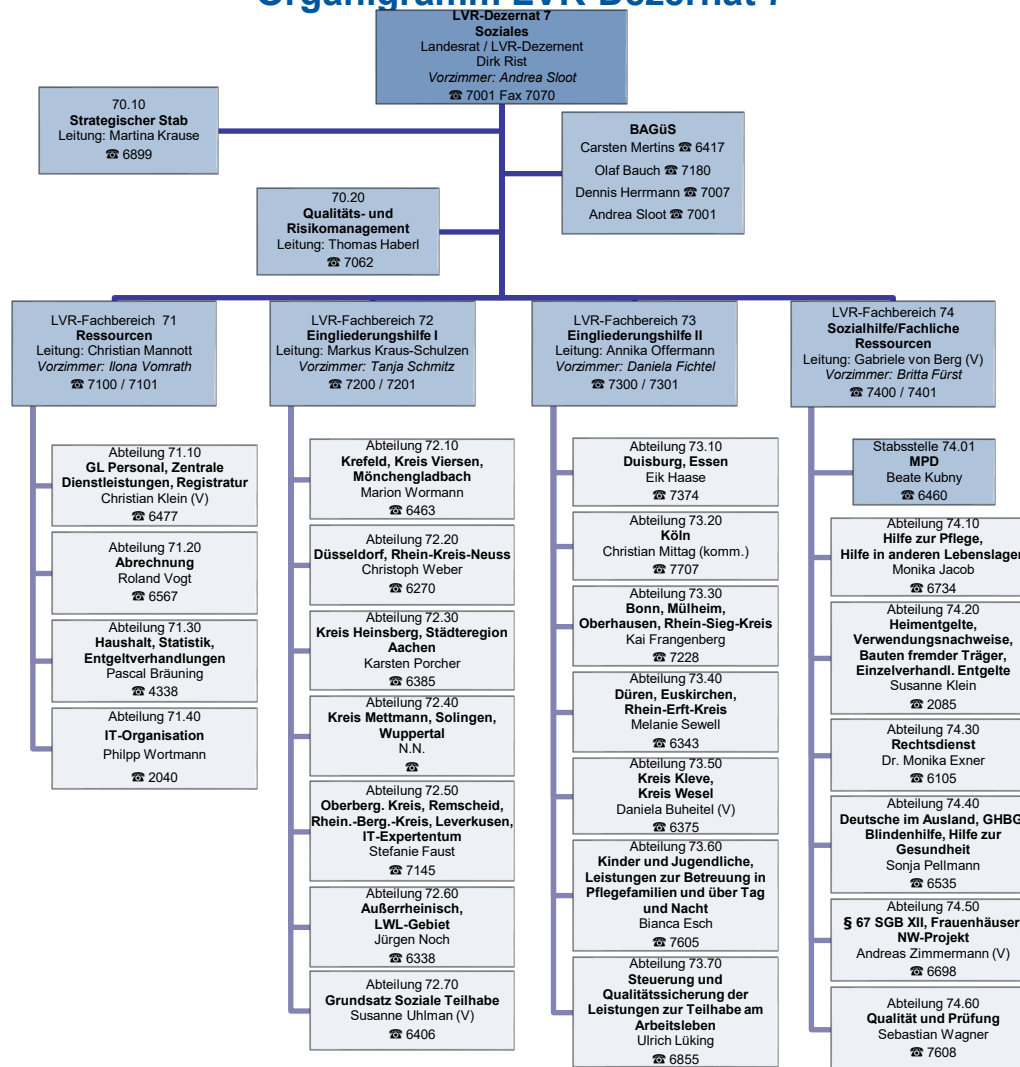 Organigramm LVR-Dezernat 7
LVR-Dezernat 7
Soziales
Landesrat / LVR-Dezernent
Dirk Rist
Vorzimmer: Andrea Sloot
☎ 7001 Fax 7070
70.10
Strategischer Stab
Leitung: Martina Krause
☎ 6899
BAGüS
Carsten Mertins ☎ 6417
Olaf Bauch ☎ 7180
Dennis Herrmann ☎ 7007
Andrea Sloot ☎ 7001
70.20
Qualitäts- und
Risikomanagement
Leitung: Thomas Haberl
☎ 7062
LVR-Fachbereich 71
Ressourcen
Leitung: Christian Mannott
Vorzimmer: Ilona Vomrath
☎ 7100 / 7101
Abteilung 71.10
GL Personal, Zentrale
Dienstleistungen, Registratur
Christian Klein (V)
☎ 6477
Abteilung 71.20
Abrechnung
Roland Vogt
☎ 6567
Abteilung 71.30
Haushalt, Statistik,
Entgeltverhandlungen
Pascal Bräuning
☎ 4338
Abteilung 71.40
IT-Organisation
Philpp Wortmann
☎ 2040
LVR-Fachbereich 72
Eingliederungshilfe I
Leitung: Markus Kraus-Schulzen
Vorzimmer: Tanja Schmitz
☎ 7200 / 7201
Abteilung 72.10
Krefeld, Kreis Viersen,
Mönchengladbach
Marion Wormann
☎ 6463
Abteilung 72.20
Düsseldorf, Rhein-Kreis-Neuss
Christoph Weber
☎ 6270
Abteilung 72.30
Kreis Heinsberg, Städteregion
Aachen
Karsten Porcher
☎ 6385
Abteilung 72.40
Kreis Mettmann, Solingen,
Wuppertal
N.N.
☎
Abteilung 72.50
Oberberg. Kreis, Remscheid,
Rhein.-Berg.-Kreis, Leverkusen,
IT-Expertentum
Stefanie Faust
☎ 7145
Abteilung 72.60
Außerrheinisch,
LWL-Gebiet
Jürgen Noch
☎ 6338
Abteilung 72.70
Grundsatz Soziale Teilhabe
Susanne Uhlman (V)
☎ 6406
LVR-Fachbereich 73
Eingliederungshilfe II
Leitung: Annika Offermann
Vorzimmer: Daniela Fichtel
☎ 7300 / 7301
Abteilung 73.10
Duisburg, Essen
Eik Haase
☎ 7374
Abteilung 73.20
Köln
Christian Mittag (komm.)
☎ 7707
Abteilung 73.30
Bonn, Mülheim,
Oberhausen, Rhein-Sieg-Kreis
Kai Frangenberg
☎ 7228
Abteilung 73.40
Düren, Euskirchen,
Rhein-Erft-Kreis
Melanie Sewell
☎ 6343
Abteilung 73.50
Kreis Kleve,
Kreis Wesel
Daniela Buheitel (V)
☎ 6375
Abteilung 73.60
Kinder und Jugendliche,
Leistungen zur Betreuung in
Pflegefamilien und über Tag
und Nacht
Bianca Esch
☎ 7605
Abteilung 73.70
Steuerung und
Qualitätssicherung der
Leistungen zur Teilhabe am
Arbeitsleben
Ulrich Lüking
☎ 6855
LVR-Fachbereich 74
Sozialhilfe/Fachliche
Ressourcen
Leitung: Gabriele von Berg (V)
Vorzimmer: Britta Fürst
☎ 7400 / 7401
Stabsstelle 74.01
MPD
Beate Kubny
☎ 6460
Abteilung 74.10
Hilfe zur Pflege,
Hilfe in anderen Lebenslagen
Monika Jacob
☎ 6734
Abteilung 74.20
Heimentgelte,
Verwendungsnachweise,
Bauten fremder Träger,
Einzelverhandl. Entgelte
Susanne Klein
☎ 2085
Abteilung 74.30
Rechtsdienst
Dr. Monika Exner
☎ 6105
Abteilung 74.40
Deutsche im Ausland, GHBG
Blindenhilfe, Hilfe zur
Gesundheit
Sonja Pellmann
☎ 6535
Abteilung 74.50
§ 67 SGB XII, Frauenhäuser
NW-Projekt
Andreas Zimmermann (V)
☎ 6698
Abteilung 74.60
Qualität und Prüfung
Sebastian Wagner
☎ 7608